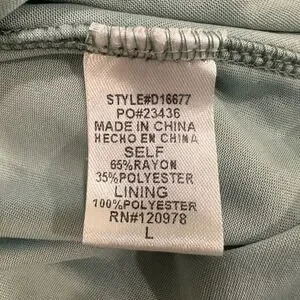 STYLE#D16677
PO#23436
MADE IN CHINA
HECHO EN CHINA
SELF
65%RAYON
35%POLYESTER
LINING
100%POLYESTER
RN#120978
L